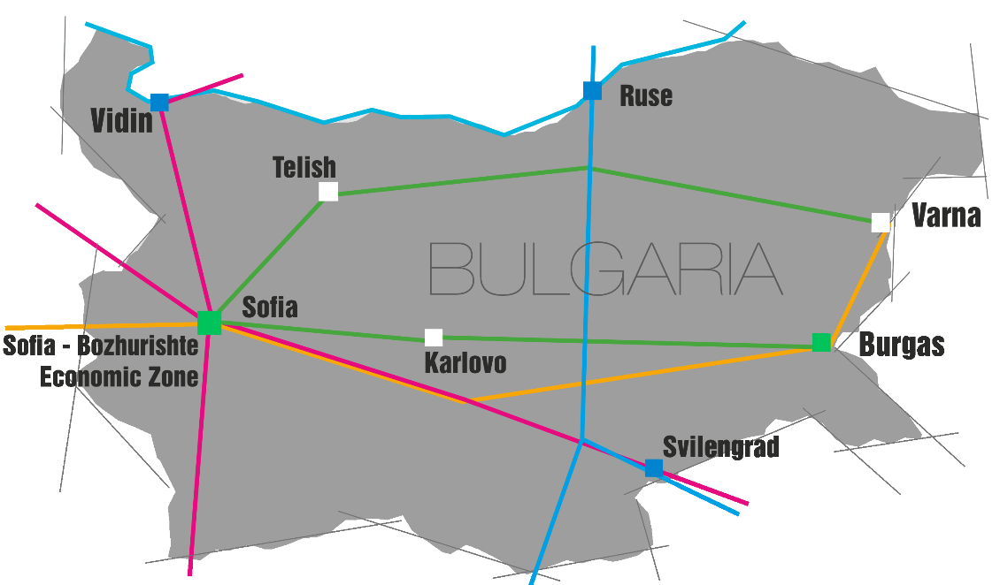 Ruse
Vidin
Telish
Varna
BULGARIA
Sofia
Sofia - Bozhurishte
Economic Zone
Karlovo
Burgas
Svilengrad